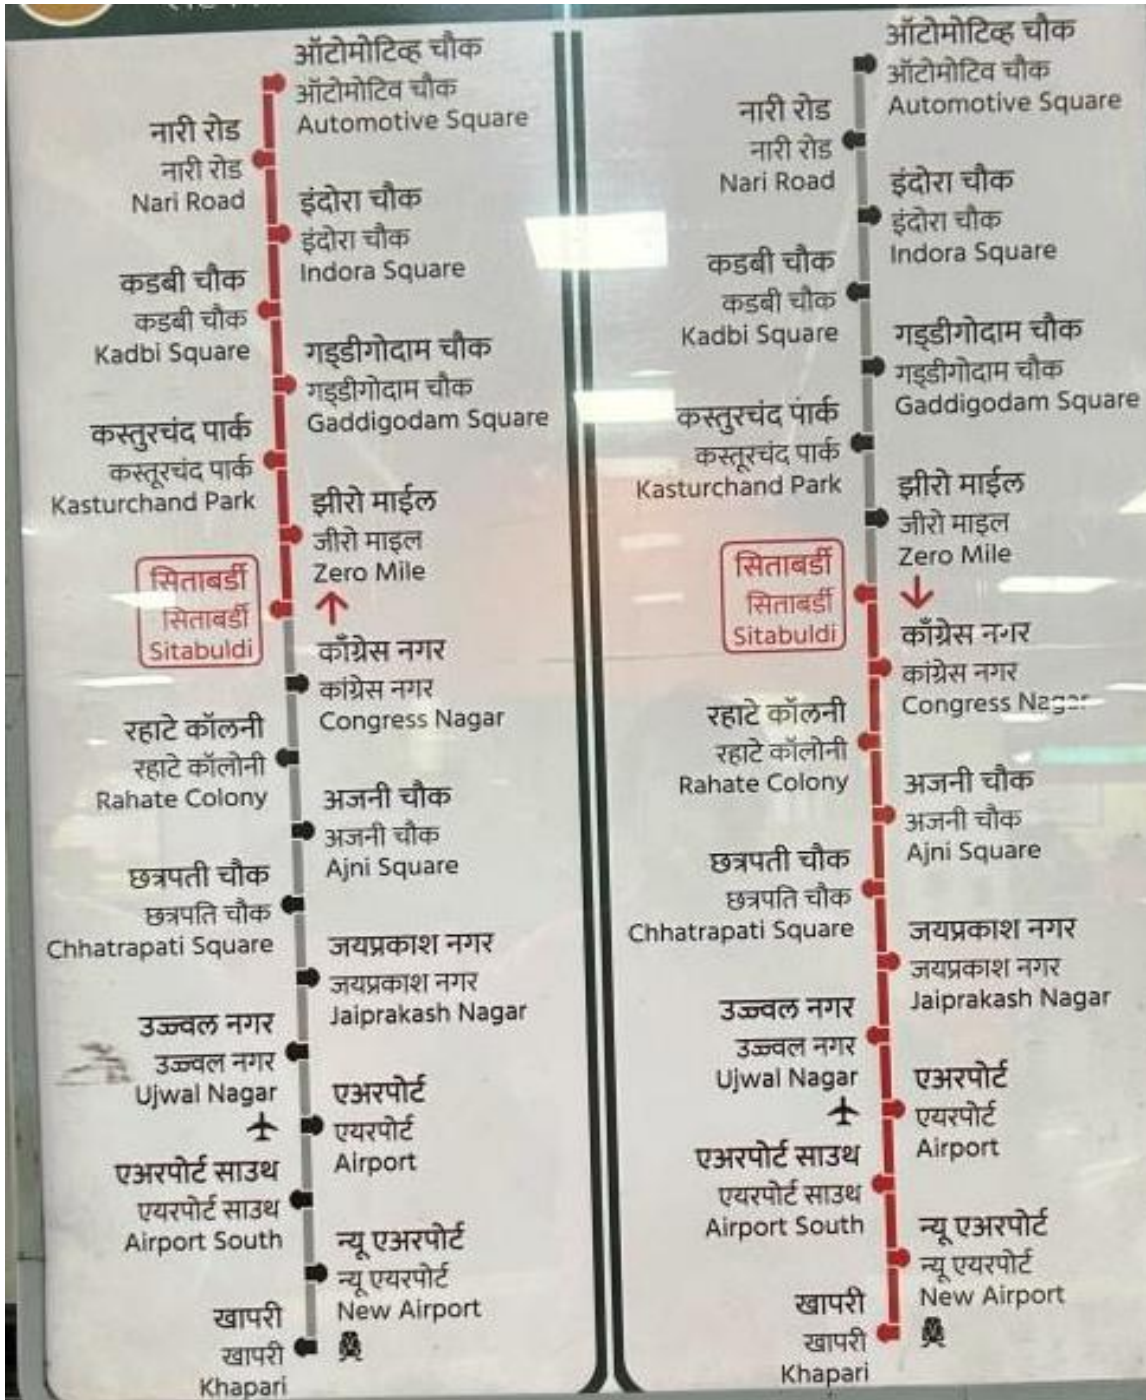 ऑटोमोटिव्ह चौक
ऑटोमोटिव चौक
Automotive Square
नारी रोड
नारी रोड
Nari Road
इंदोरा चौक
इंदोरा चौक
Indora Square
कडबी चौक
कडबी चौक
Kadbi Square
गड्डीगोदाम चौक
गड्डीगोदाम चौक
Gaddigodam Square
कस्तुरचंद पार्क
कस्तूरचंद पार्क
Kasturchand Park
झीरो माईल
जीरो माइल
Zero Mile
सिताबर्डी
सिताबर्डी
Sitabuldi
काँग्रेस नगर
कांग्रेस नगर
Congress Nagar
रहाटे कॉलनी
रहाटे कॉलोनी
Rahate Colony
अजनी चौक
अजनी चौक
Ajni Square
छत्रपती चौक
छत्रपति चौक
Chhatrapati Square
जयप्रकाश नगर
जयप्रकाश नगर
Jaiprakash Nagar
उज्ज्वल नगर
उज्ज्वल नगर
Ujwal Nagar
एअरपोर्ट
एयरपोर्ट
Airport
एअरपोर्ट साउथ
एयरपोर्ट साउथ
Airport South
न्यू एअरपोर्ट
न्यू एयरपोर्ट
New Airport
खापरी
खापरी
Khapari
ऑटोमोटिव्ह चौक
ऑटोमोटिव चौक
Automotive Square
नारी रोड
नारी रोड
Nari Road
इंदोरा चौक
इंदोरा चौक
Indora Square
कडबी चौक
कडबी चौक
Kadbi Square
गड्डीगोदाम चौक
गड्डीगोदाम चौक
Gaddigodam Square
कस्तुरचंद पार्क
कस्तूरचंद पार्क
Kasturchand Park
झीरो माईल
जीरो माइल
Zero Mile
सिताबर्डी
सिताबर्डी
Sitabuldi
काँग्रेस नगर
कांग्रेस नगर
Congress Nagar
रहाटे कॉलनी
रहाटे कॉलोनी
Rahate Colony
अजनी चौक
अजनी चौक
Ajni Square
छत्रपती चौक
छत्रपति चौक
Chhatrapati Square
जयप्रकाश नगर
जयप्रकाश नगर
Jaiprakash Nagar
उज्ज्वल नगर
उज्ज्वल नगर
Ujwal Nagar
एअरपोर्ट
एयरपोर्ट
Airport
एअरपोर्ट साउथ
एयरपोर्ट साउथ
Airport South
न्यू एअरपोर्ट
न्यू एयरपोर्ट
New Airport
खापरी
खापरी
Khapari